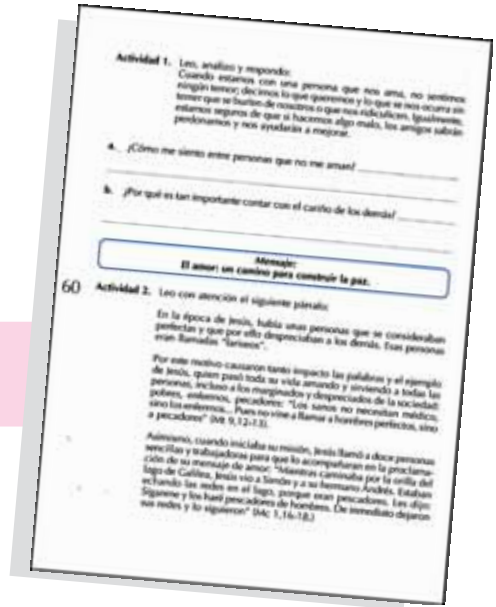 Actividad 1. Leo, analizo y respondo:
Cuando estamos con una persona que nos ama, no sentimos
ningún temor; decimos lo que queremos y lo que se nos ocurra sin
temer que se burlen de nosotros o que nos ridiculicen. Igualmente,
estamos seguros de que si hacemos algo malo, los amigos sabrán
perdonarnos y nos ayudarán a mejorar.
a. ¿Cómo me siento entre personas que no me aman?
b. ¿Por qué es tan importante contar con el cariño de los demás?
Mensaje:
El amor: un camino para construir la paz.
60
Actividad 2. Leo con atención el siguiente párrafo:
En la época de Jesús, había unas personas que se consideraban
perfectas y que por ello despreciaban a los demás. Esas personas
eran llamadas "fariseos".
Por este motivo causaron tanto impacto las palabras y el ejemplo
de Jesús, quien pasó toda su vida amando y sirviendo a todas las
personas, incluso a los marginados y despreciados de la sociedad:
pobres, enfermos, pecadores: "Los sanos no necesitan médico,
sino los enfermos... Pues no vine a llamar a hombres perfectos, sino
a pecadores" (Mt 9,12-13).
Asimismo, cuando iniciaba su misión, Jesús llamó a doce personas
sencillas y trabajadoras para que lo acompañaran en la proclama-
ción de su mensaje de amor: "Mientras caminaba por la orilla del
lago de Galilea, Jesús vio a Simón y a su hermano Andrés. Estaban
echando las redes en el lago, porque eran pescadores. Les dijo:
Síganme y los haré pescadores de hombres. De inmediato dejaron
sus redes y lo siguieron" (Mc 1,16-18.)